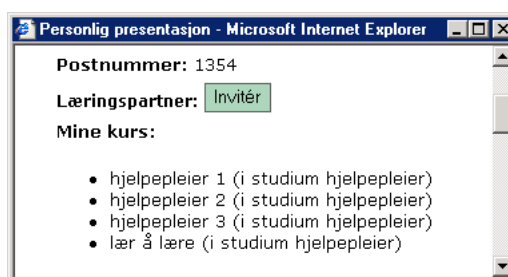 Personlig presentasjon - Microsoft Internet Explorer
Postnummer: 1354
Læringspartner: Invitér
Mine kurs:
• hjelpepleier 1 (i studium hjelpepleier)
• hjelpepleier 2 (i studium hjelpepleier)
• hjelpepleier 3 (i studium hjelpepleier)
• lær å lære (i studium hjelpepleier)